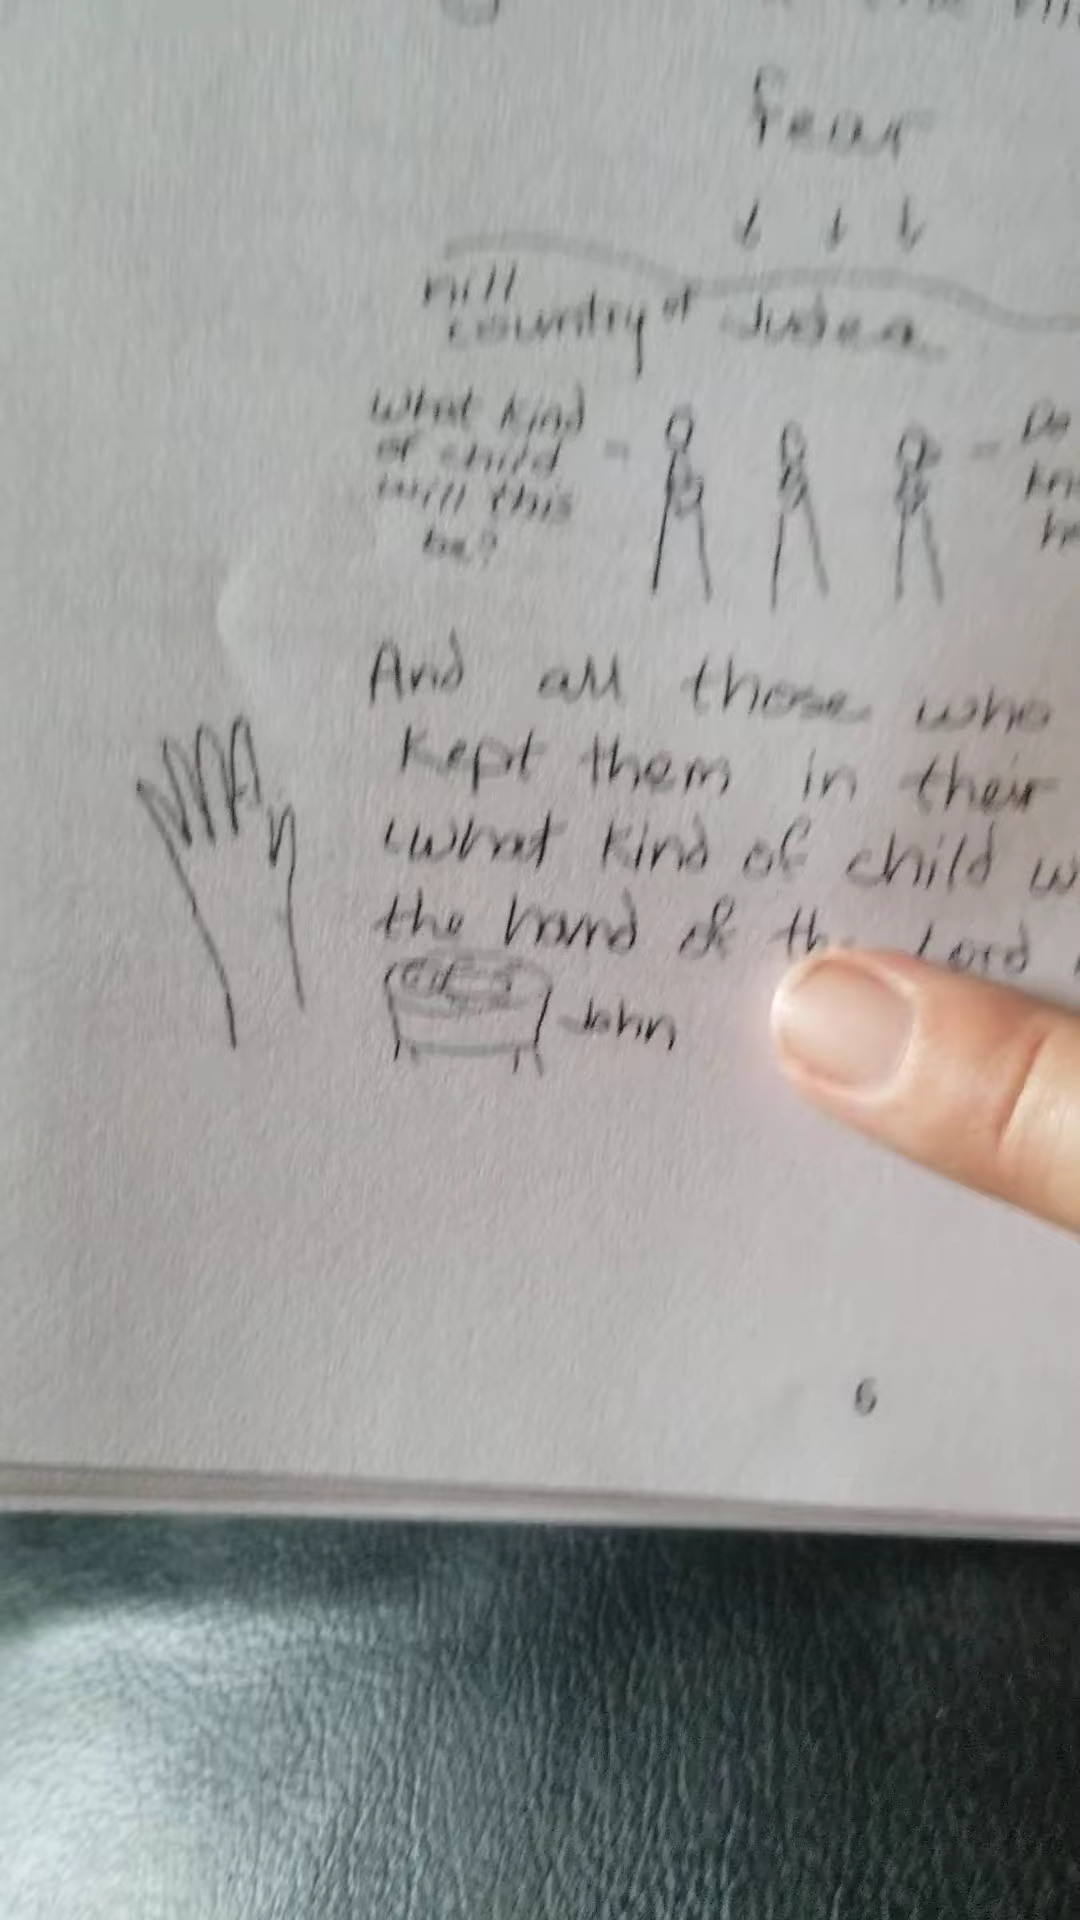 Fear
Hill
country of Judea
What kind
of child
will this
be?
And all those who
kept them in their
"What kind of child w
the hand of the Lord
John
6